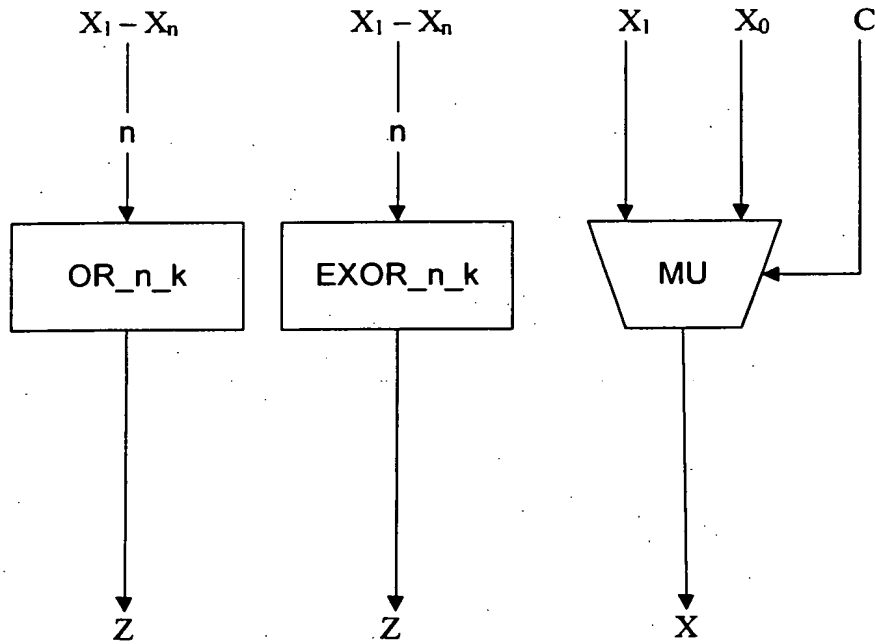 X₁ – Xₙ X₁ – Xₙ X₁ X₀ C
n n
OR_n_k EXOR_n_k MU
Z Z X